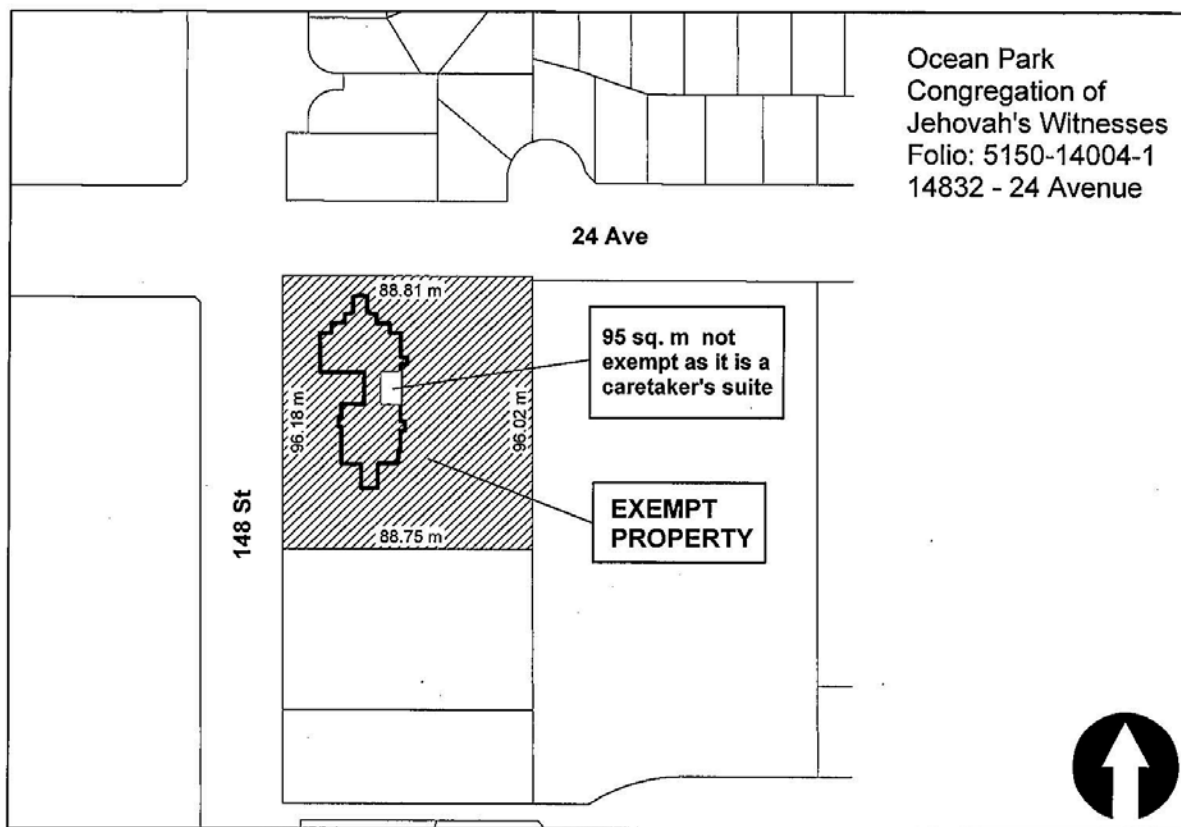 Ocean Park
Congregation of
Jehovah's Witnesses
Folio: 5150-14004-1
14832 - 24 Avenue
24 Ave
88.81 m
95 sq. m not
exempt as it is a
caretaker's suite
96.18 m
96.02 m
EXEMPT
PROPERTY
148 St
88.75 m